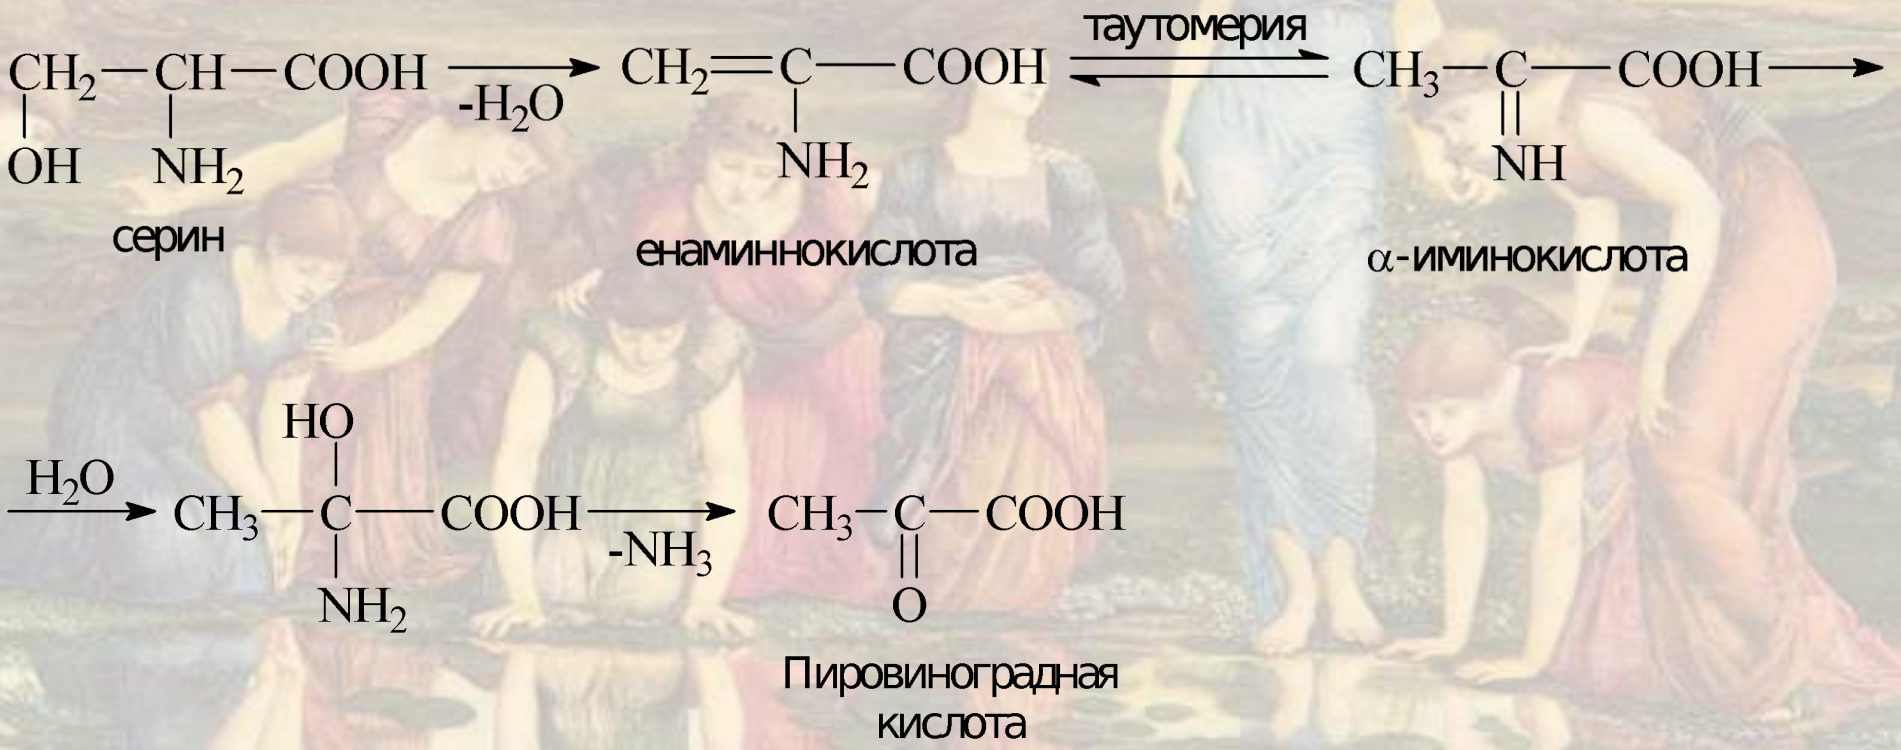 таутомерия
CH₂—CH—COOH → CH₂=C—COOH ⇌ CH₃—C—COOH →
-H₂O
OH NH₂ NH₂ NH
серин енаминнокислота α-иминокислота
HO
H₂O
CH₃—C—COOH → CH₃—C—COOH
-NH₃
NH₂ O
Пировиноградная
кислота